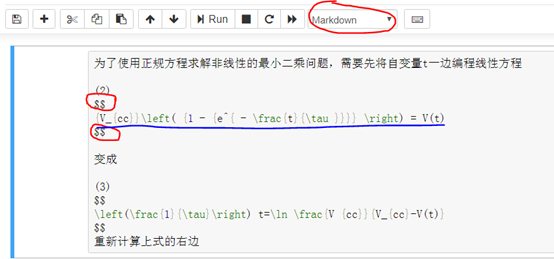 Run
Markdown
为了使用正规方程求解非线性的最小二乘问题，需要先将自变量t一边编程线性方程
(2)
$$
{V_{cc}}\left( {1 - {e^{ - \frac{t}{\tau }}}} \right) = V(t)
$$
变成
(3)
$$
\left(\frac{1}{\tau}\right) t=\ln \frac{V_{cc}}{V_{cc}-V(t)}
$$
重新计算上式的右边